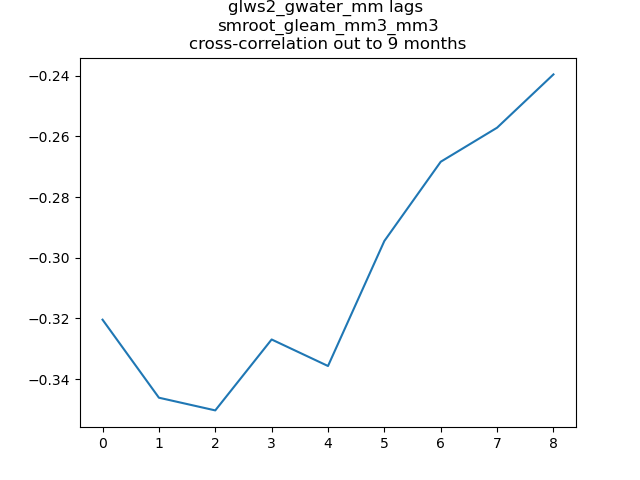 glws2_gwater_mm lags
smroot_gleam_mm3_mm3
cross-correlation out to 9 months
−0.24
−0.26
−0.28
−0.30
−0.32
−0.34
0 1 2 3 4 5 6 7 8